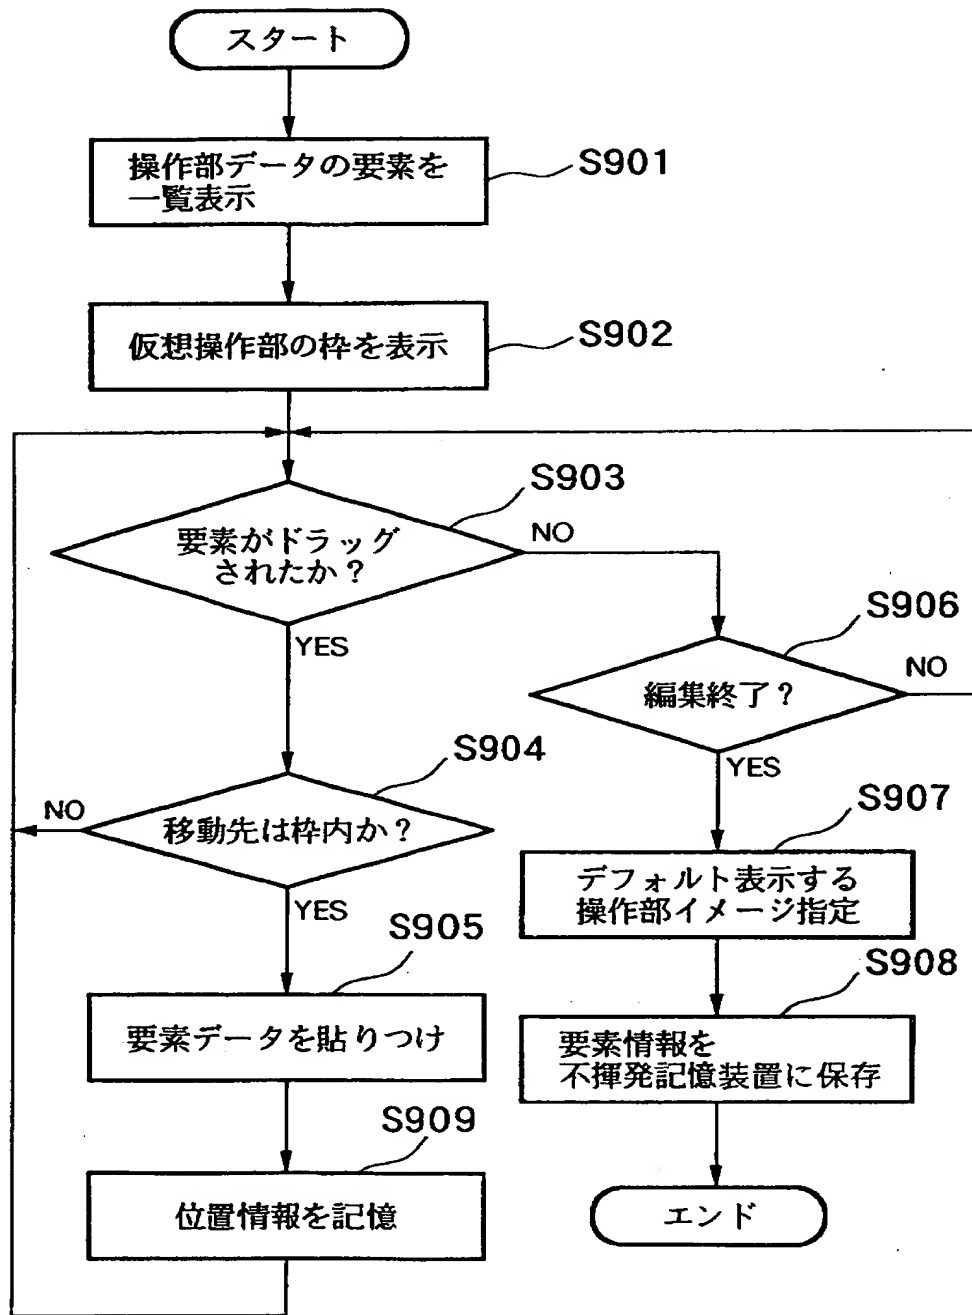 スタート
操作部データの要素を
一覧表示
S901
仮想操作部の枠を表示
S902
S903
要素がドラッグ
されたか？
NO
YES
S906
編集終了？
NO
YES
S904
移動先は枠内か？
NO
YES
S907
デフォルト表示する
操作部イメージ指定
S905
要素データを貼りつけ
S908
要素情報を
不揮発記憶装置に保存
S909
位置情報を記憶
エンド